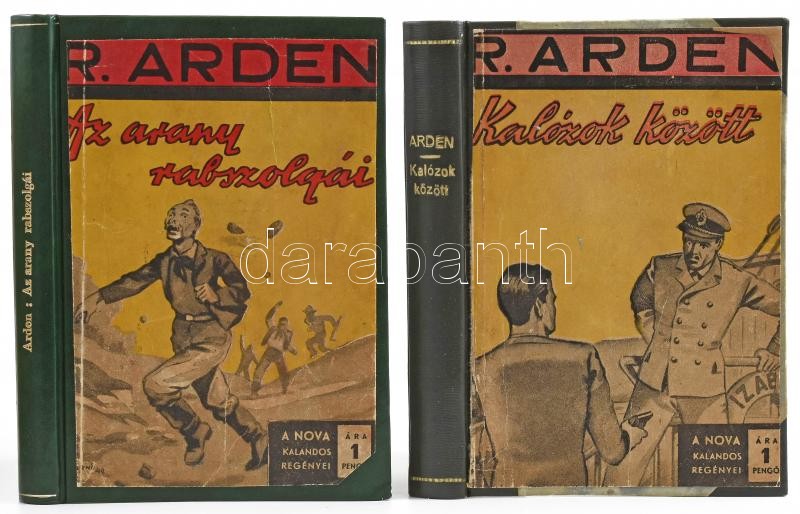 Ardon : Az arany rabszolgái
R. ARDEN
Az arany
rabszolgái
A NOVA
KALANDOS
REGÉNYEI
ÁRA
1
PENGŐ
ARDEN
Kalózok
között
R. ARDEN
Kalózok között
IZAB
A NOVA
KALANDOS
REGÉNYEI
ÁRA
1
PENGŐ
darabanth